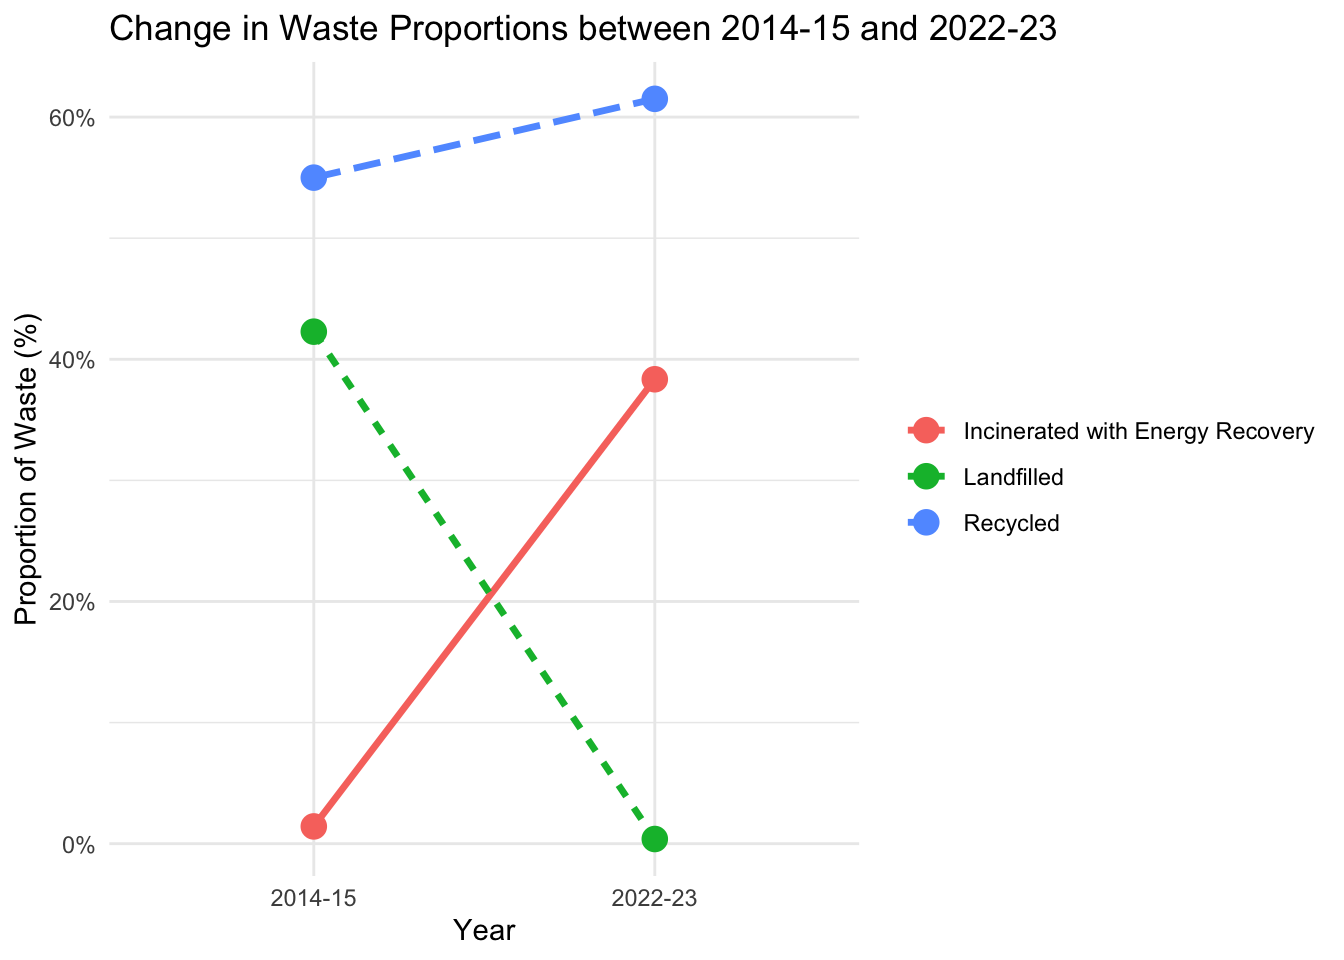 Change in Waste Proportions between 2014-15 and 2022-23
Proportion of Waste (%)
60%
40%
20%
0%
2014-15
2022-23
Year
Incinerated with Energy Recovery
Landfilled
Recycled